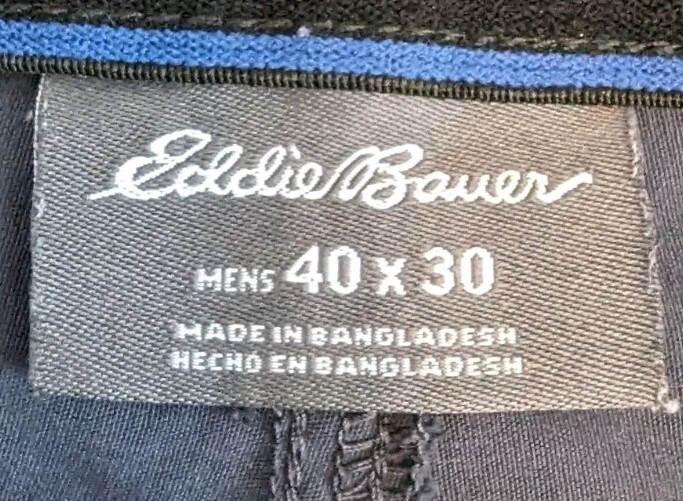 Eddie Bauer
MENS 40 x 30
MADE IN BANGLADESH
HECHO EN BANGLADESH